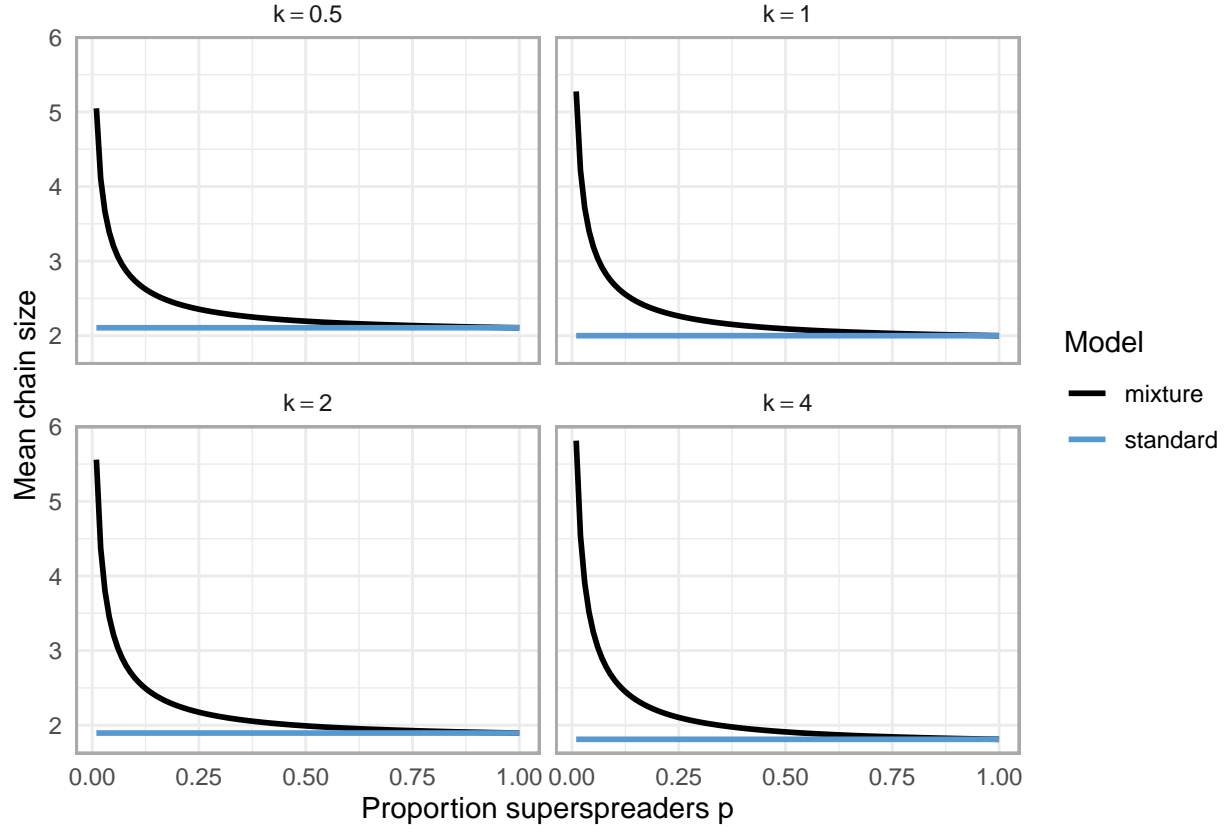 k = 0.5
k = 1
6
5
4
3
2
k = 2
k = 4
6
5
4
3
2
0.00 0.25 0.50 0.75 1.00
0.00 0.25 0.50 0.75 1.00
Mean chain size
Proportion superspreaders p
Model
mixture
standard